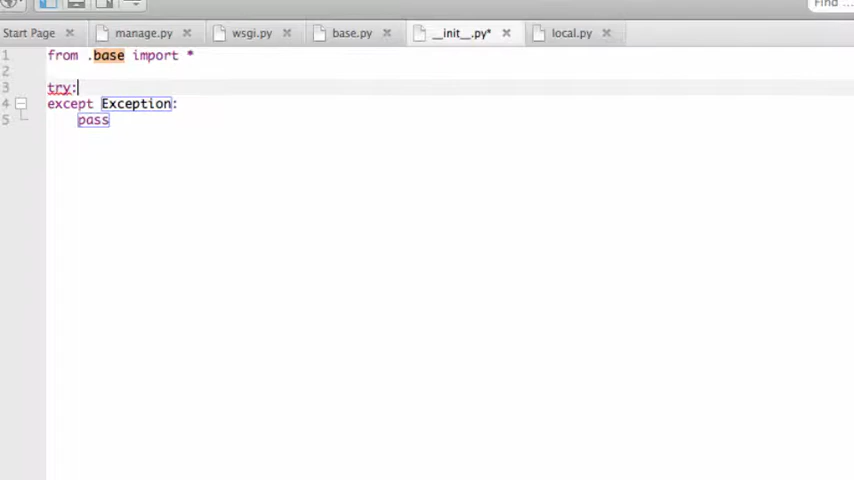 Find ...
Start Page manage.py wsgi.py base.py __init__.py* local.py
1 from .base import *
2
3 try:
4 except Exception:
5 pass